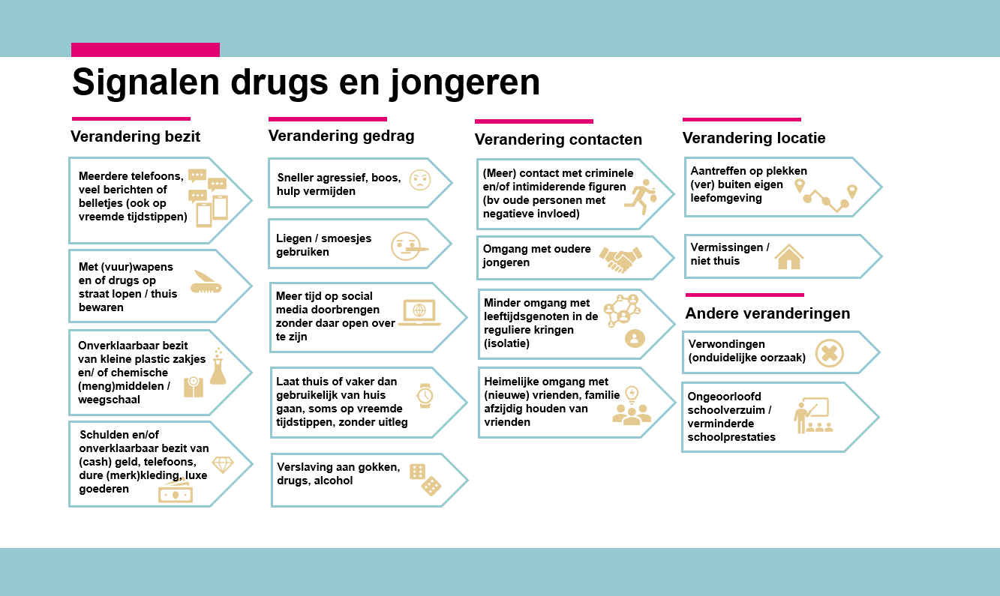 Signalen drugs en jongeren
Verandering bezit
Meerdere telefoons,
veel berichten of
belletjes (ook op
vreemde tijdstippen)
Met (vuur)wapens
en of drugs op
straat lopen / thuis
bewaren
Onverklaarbaar bezit
van kleine plastic zakjes
en/ of chemische
(meng)middelen /
weegschaal
Schulden en/of
onverklaarbaar bezit van
(cash) geld, telefoons,
dure (merk)kleding, luxe
goederen
Verandering gedrag
Sneller agressief, boos,
hulp vermijden
Liegen / smoesjes
gebruiken
Meer tijd op social
media doorbrengen
zonder daar open over
te zijn
Laat thuis of vaker dan
gebruikelijk van huis
gaan, soms op vreemde
tijdstippen, zonder uitleg
Verslaving aan gokken,
drugs, alcohol
Verandering contacten
(Meer) contact met criminele
en/of intimiderende figuren
(bv oude personen met
negatieve invloed)
Omgang met oudere
jongeren
Minder omgang met
leeftijdsgenoten in de
reguliere kringen
(isolatie)
Heimelijke omgang met
(nieuwe) vrienden, familie
afzijdig houden van
vrienden
Verandering locatie
Aantreffen op plekken
(ver) buiten eigen
leefomgeving
Vermissingen /
niet thuis
Andere veranderingen
Verwondingen
(onduidelijke oorzaak)
Ongeoorloofd
schoolverzuim /
verminderde
schoolprestaties